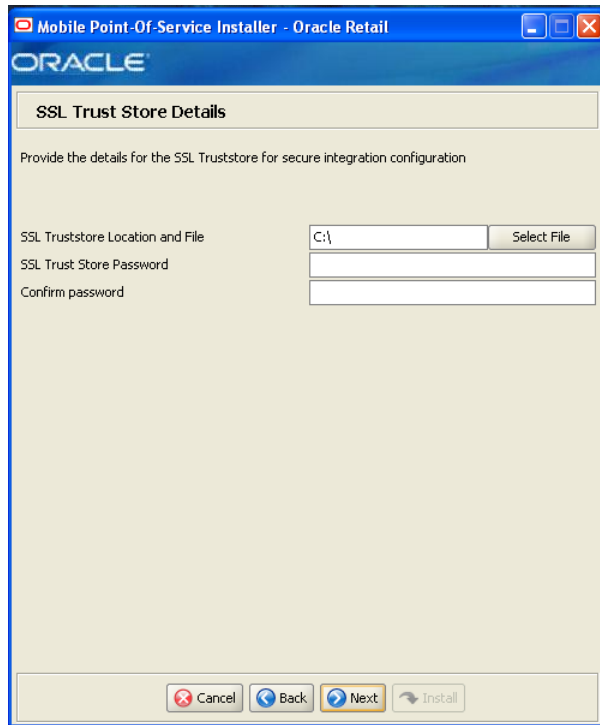 Mobile Point-Of-Service Installer - Oracle Retail
ORACLE
SSL Trust Store Details
Provide the details for the SSL Truststore for secure integration configuration
SSL Truststore Location and File C:\ Select File
SSL Trust Store Password
Confirm password
Cancel Back Next Install